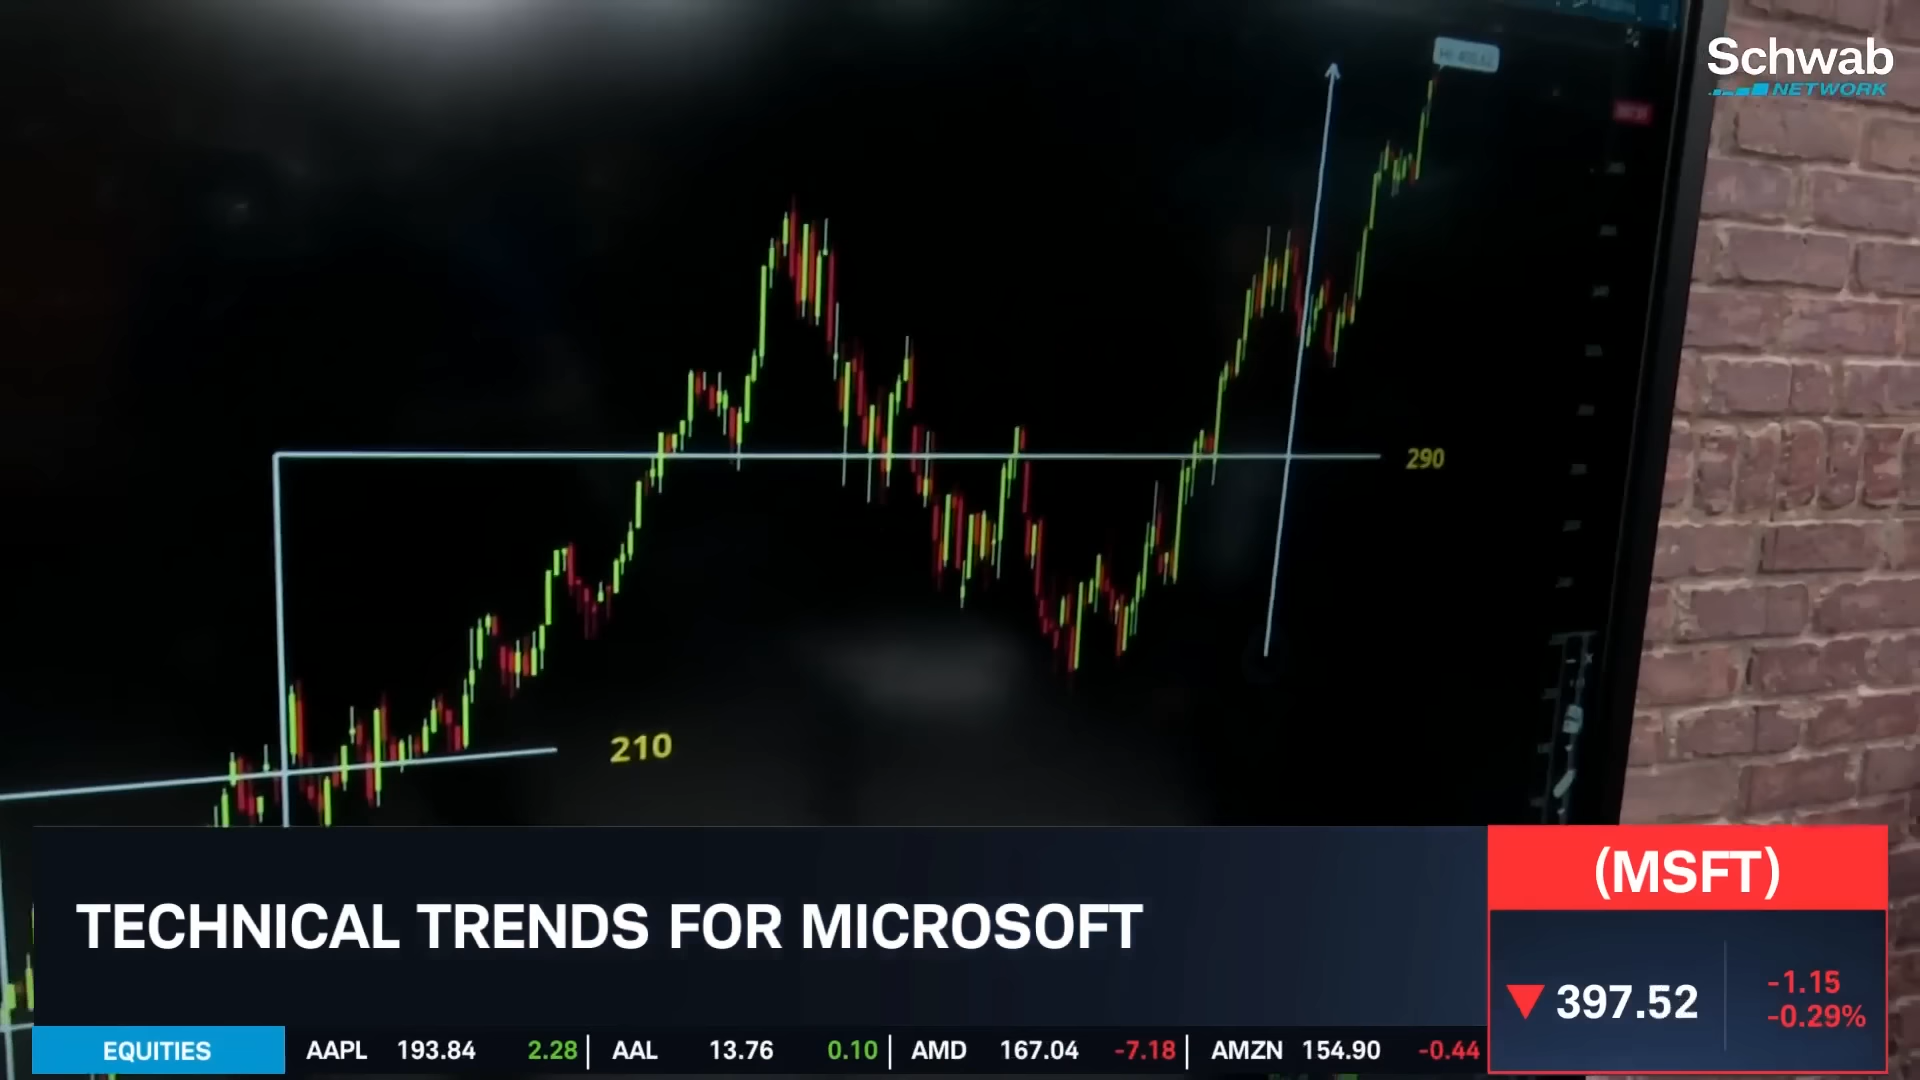 Schwab
NETWORK
290
210
TECHNICAL TRENDS FOR MICROSOFT
(MSFT)
397.52
-1.15
-0.29%
EQUITIES
AAPL 193.84 2.28 AAL 13.76 0.10 AMD 167.04 -7.18 AMZN 154.90 -0.44